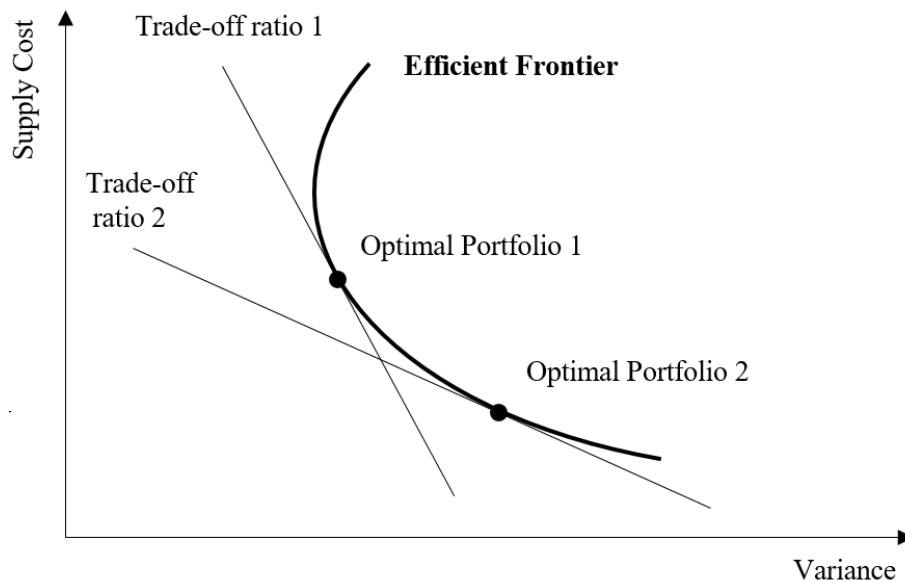 Trade-off ratio 1
Supply Cost
Efficient Frontier
Trade-off
ratio 2
Optimal Portfolio 1
Optimal Portfolio 2
Variance